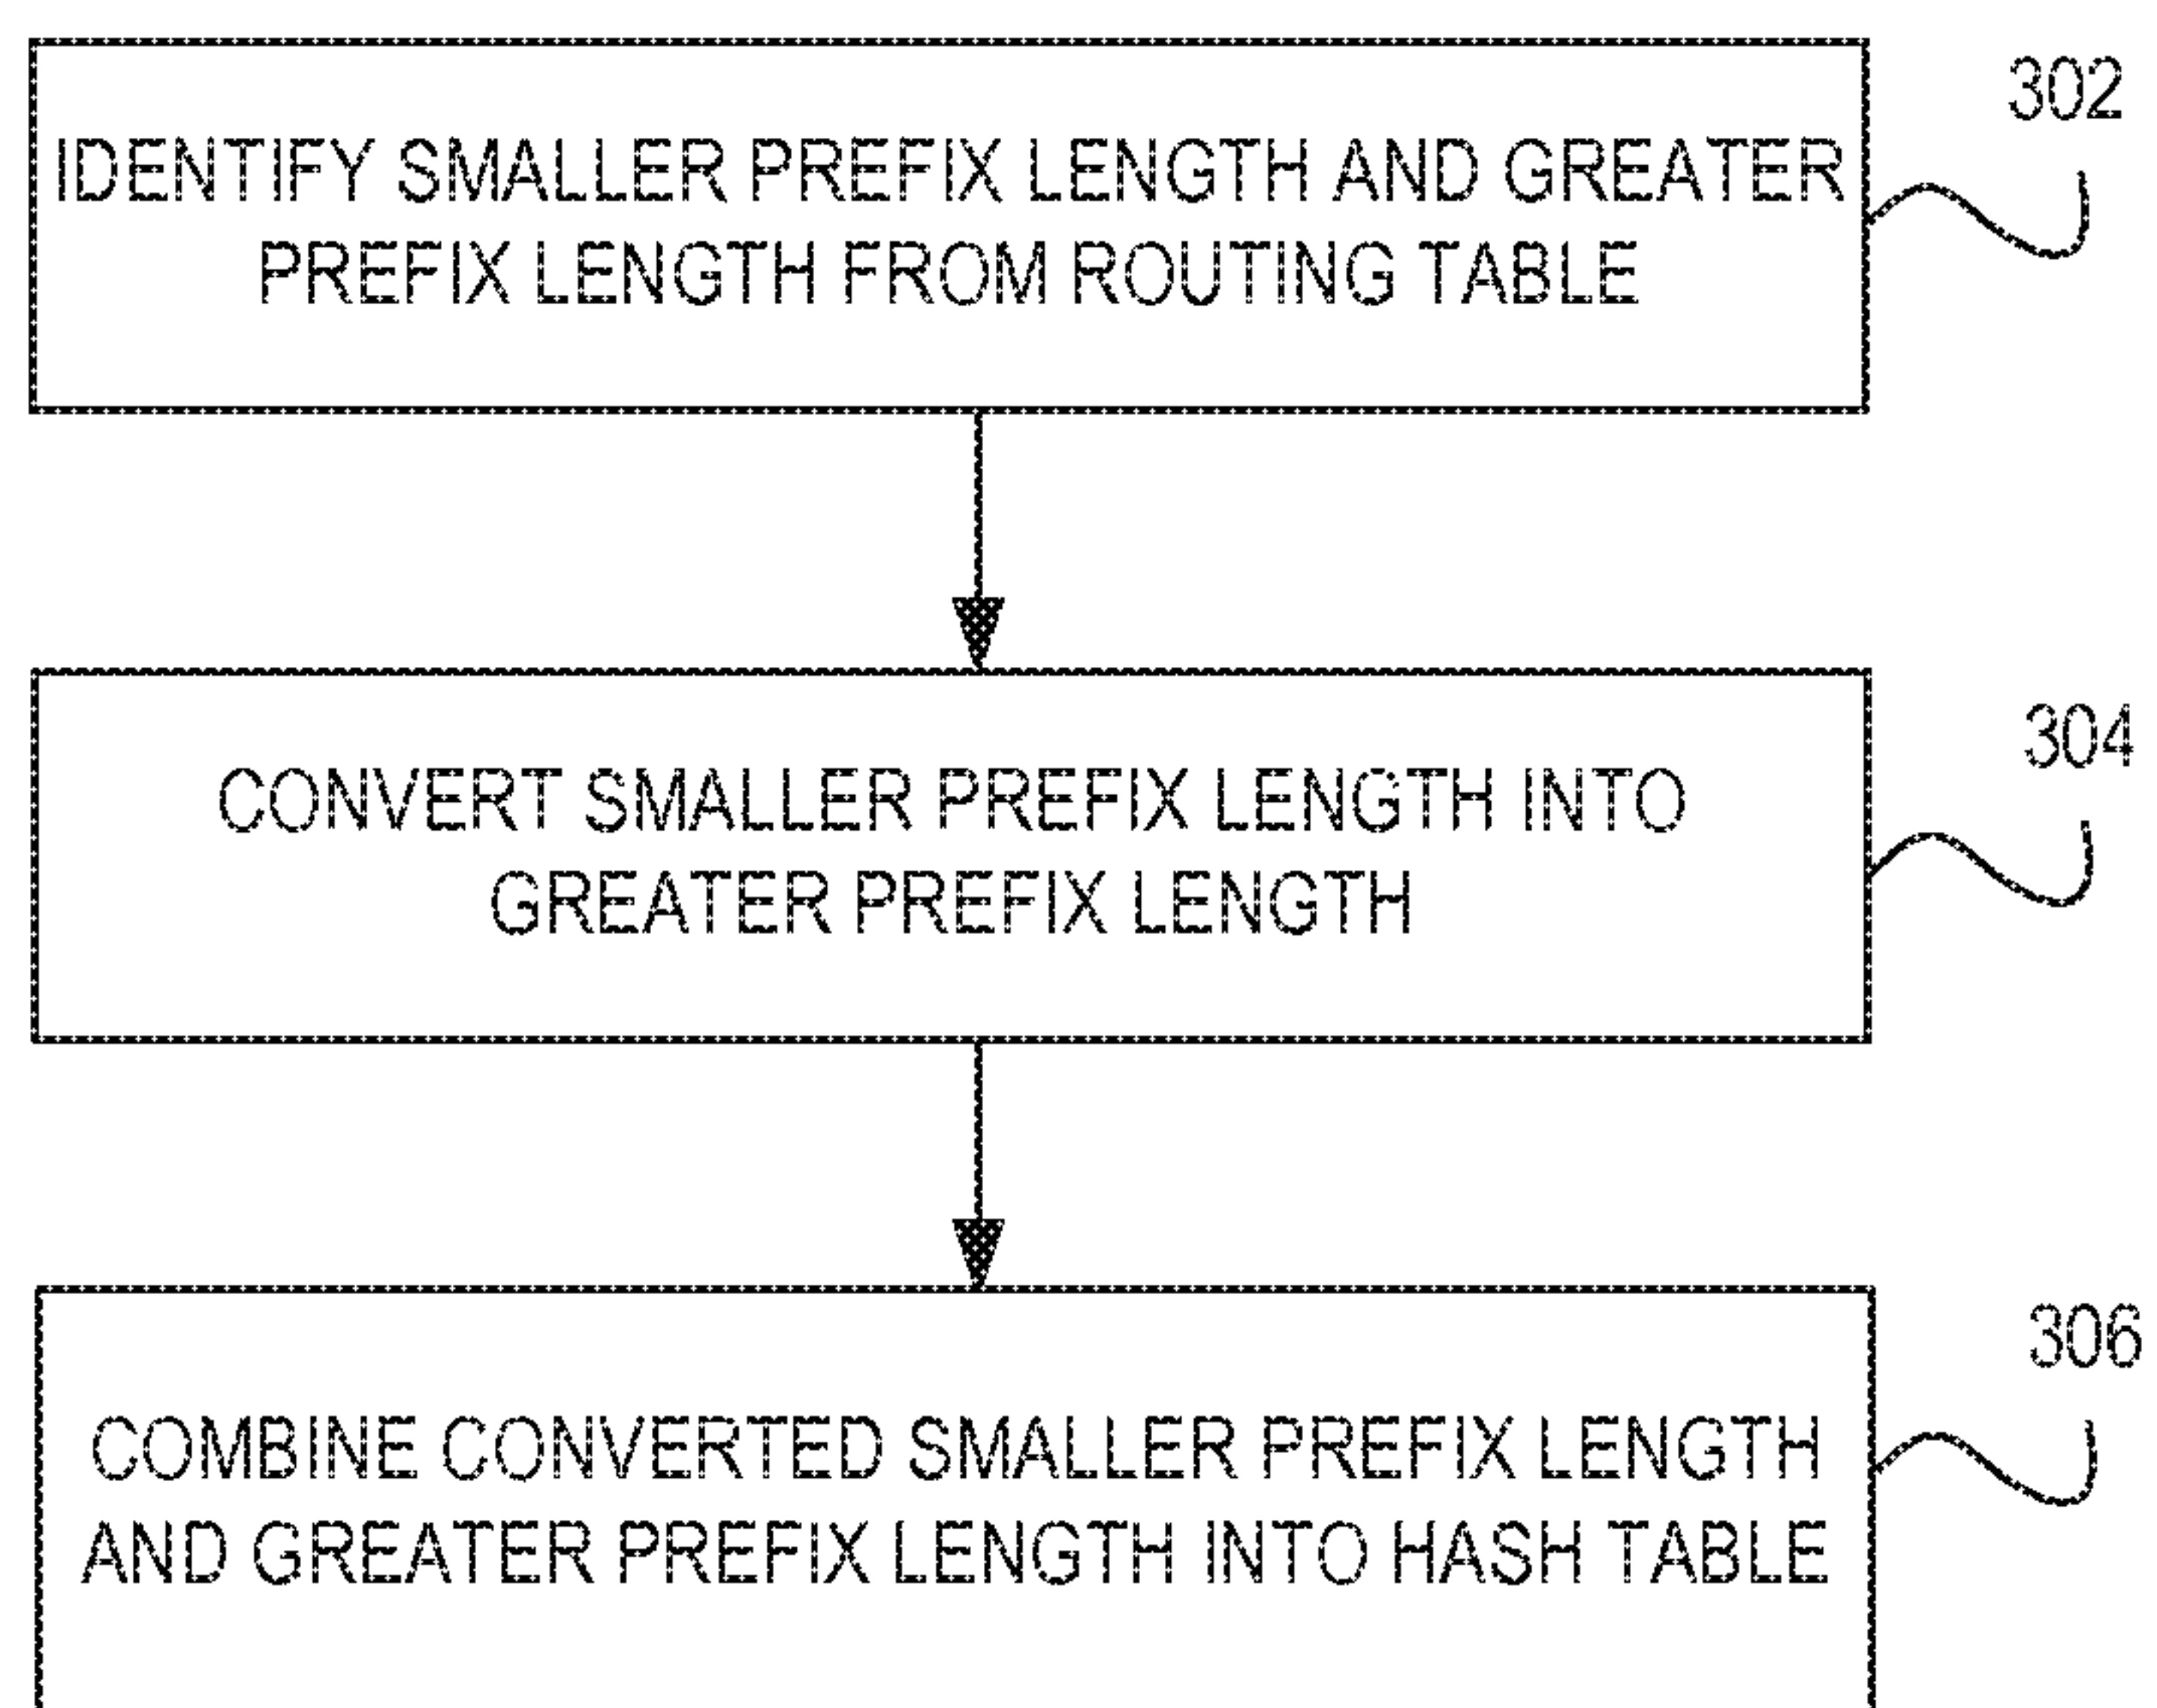 302
IDENTIFY SMALLER PREFIX LENGTH AND GREATER
PREFIX LENGTH FROM ROUTING TABLE
304
CONVERT SMALLER PREFIX LENGTH INTO
GREATER PREFIX LENGTH
306
COMBINE CONVERTED SMALLER PREFIX LENGTH
AND GREATER PREFIX LENGTH INTO HASH TABLE